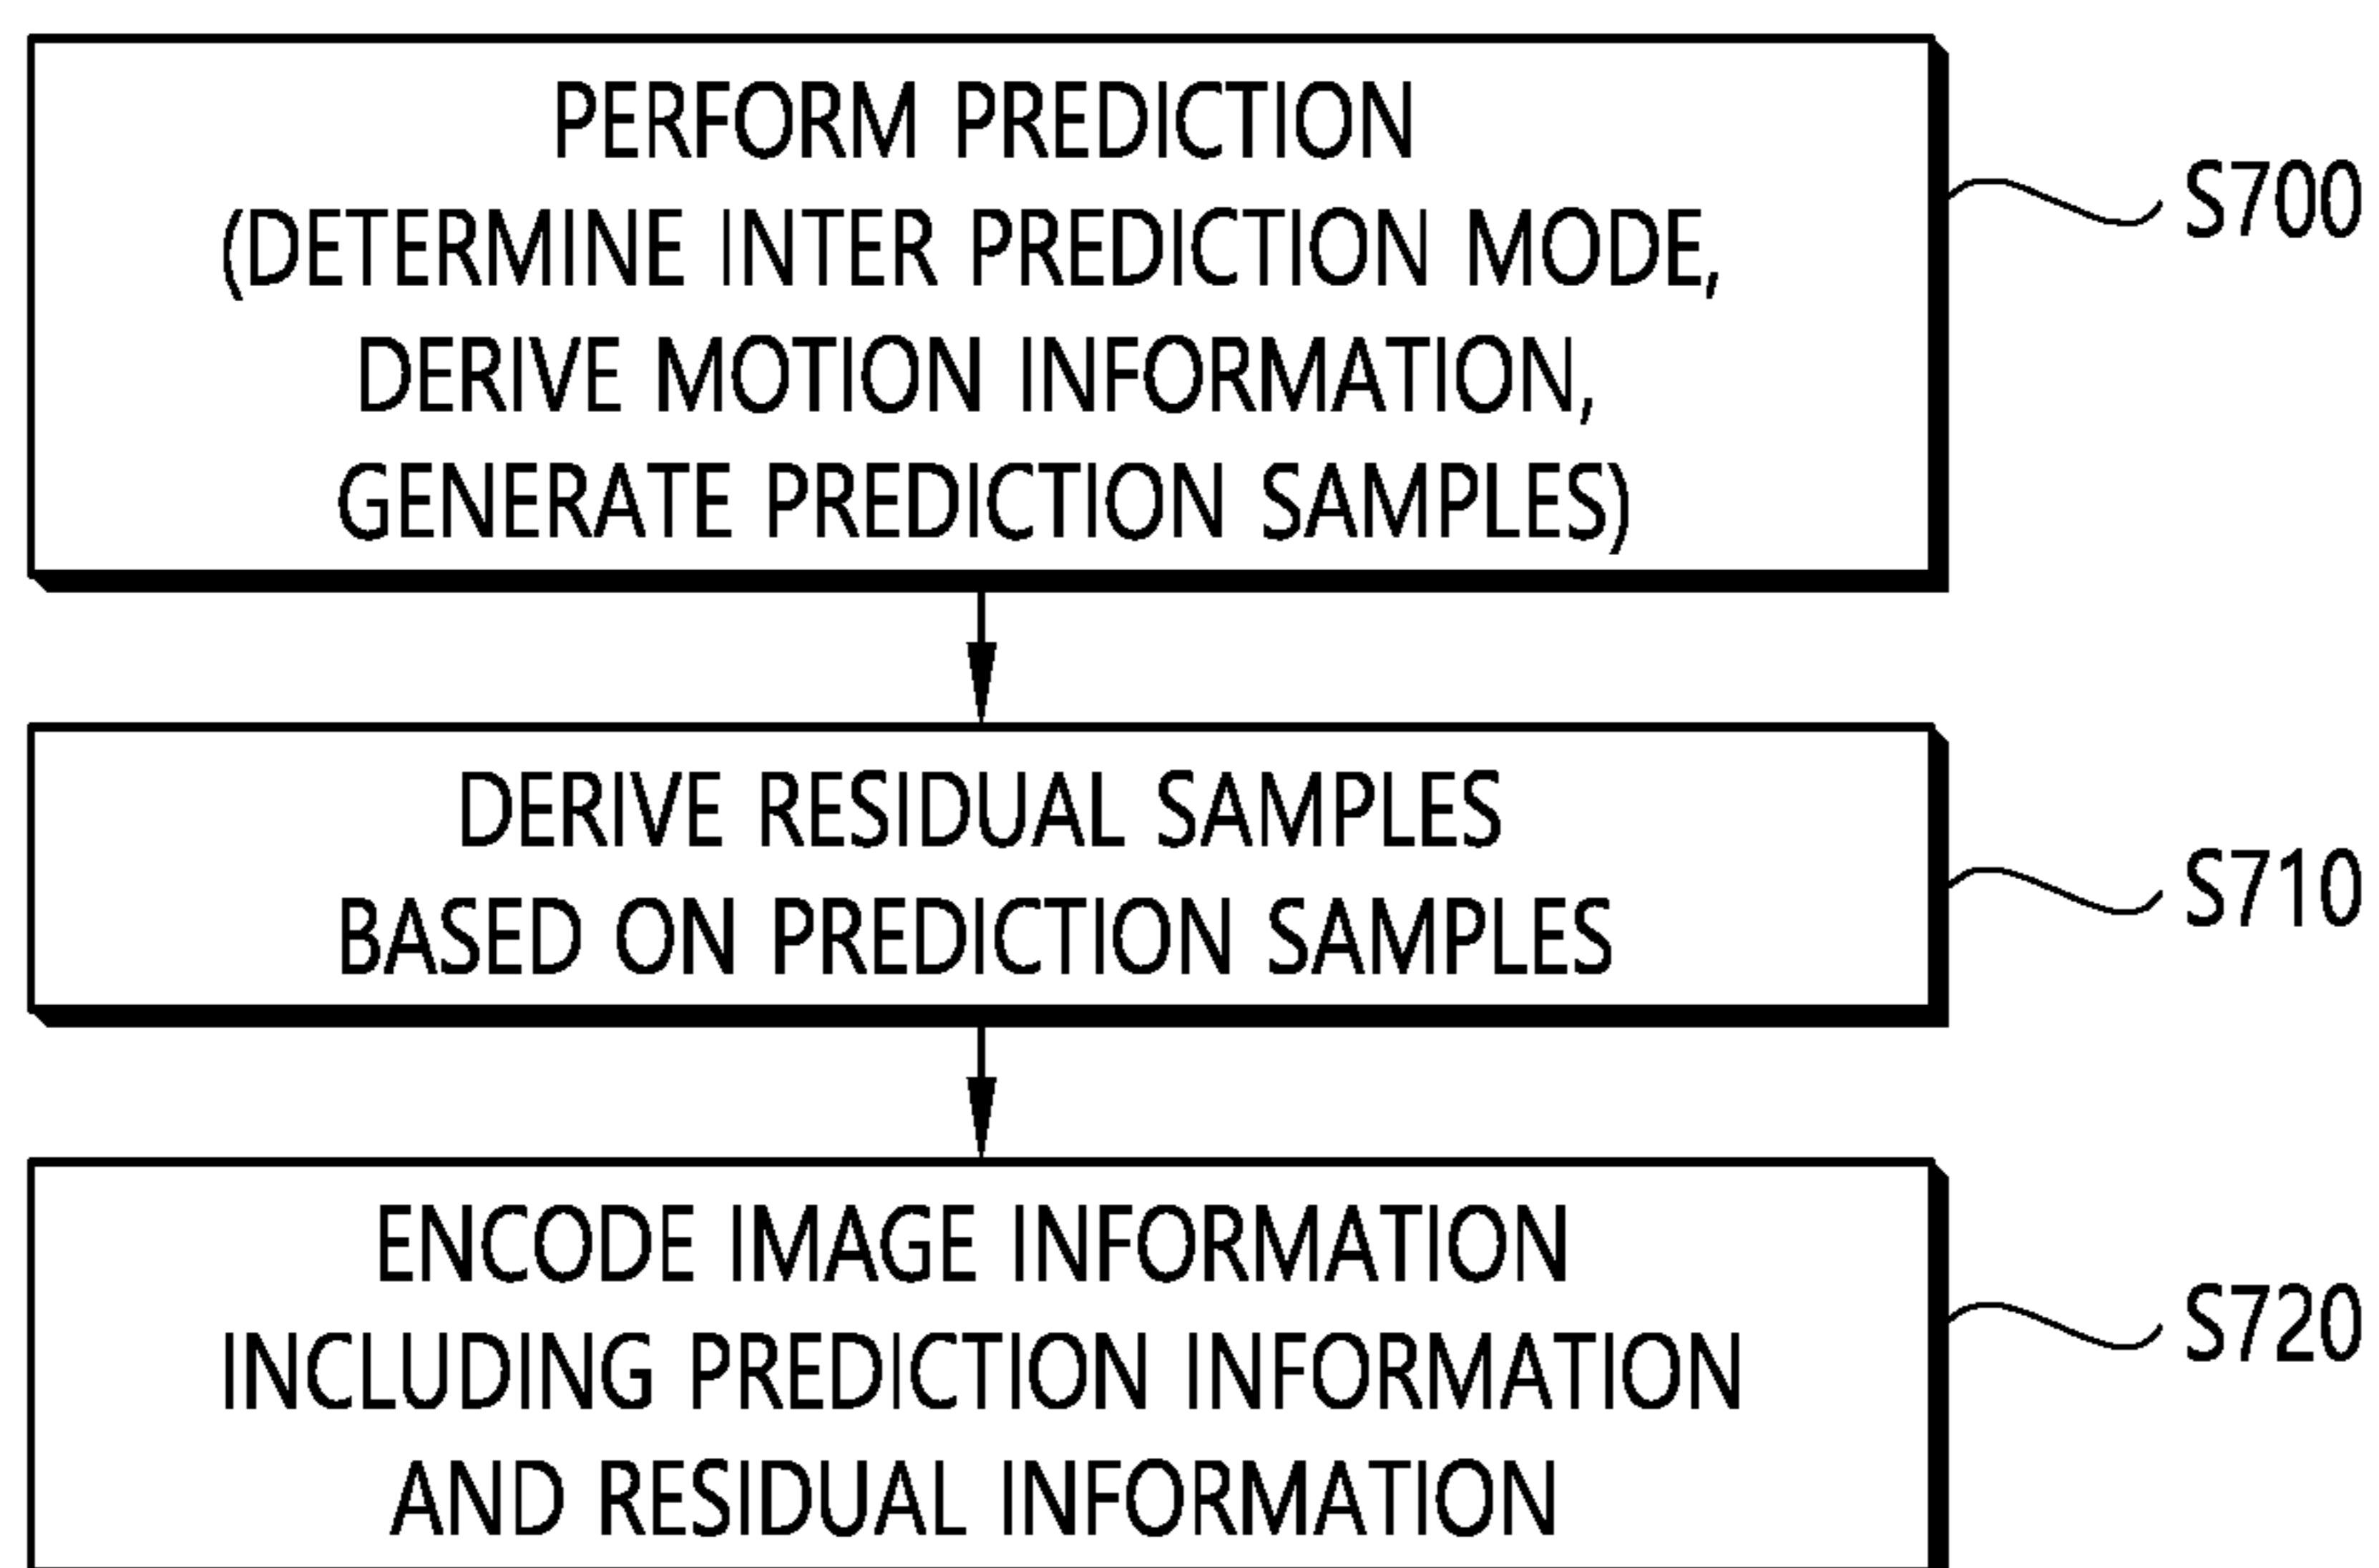 PERFORM PREDICTION
(DETERMINE INTER PREDICTION MODE,
DERIVE MOTION INFORMATION,
GENERATE PREDICTION SAMPLES)
S700
DERIVE RESIDUAL SAMPLES
BASED ON PREDICTION SAMPLES
S710
ENCODE IMAGE INFORMATION
INCLUDING PREDICTION INFORMATION
AND RESIDUAL INFORMATION
S720